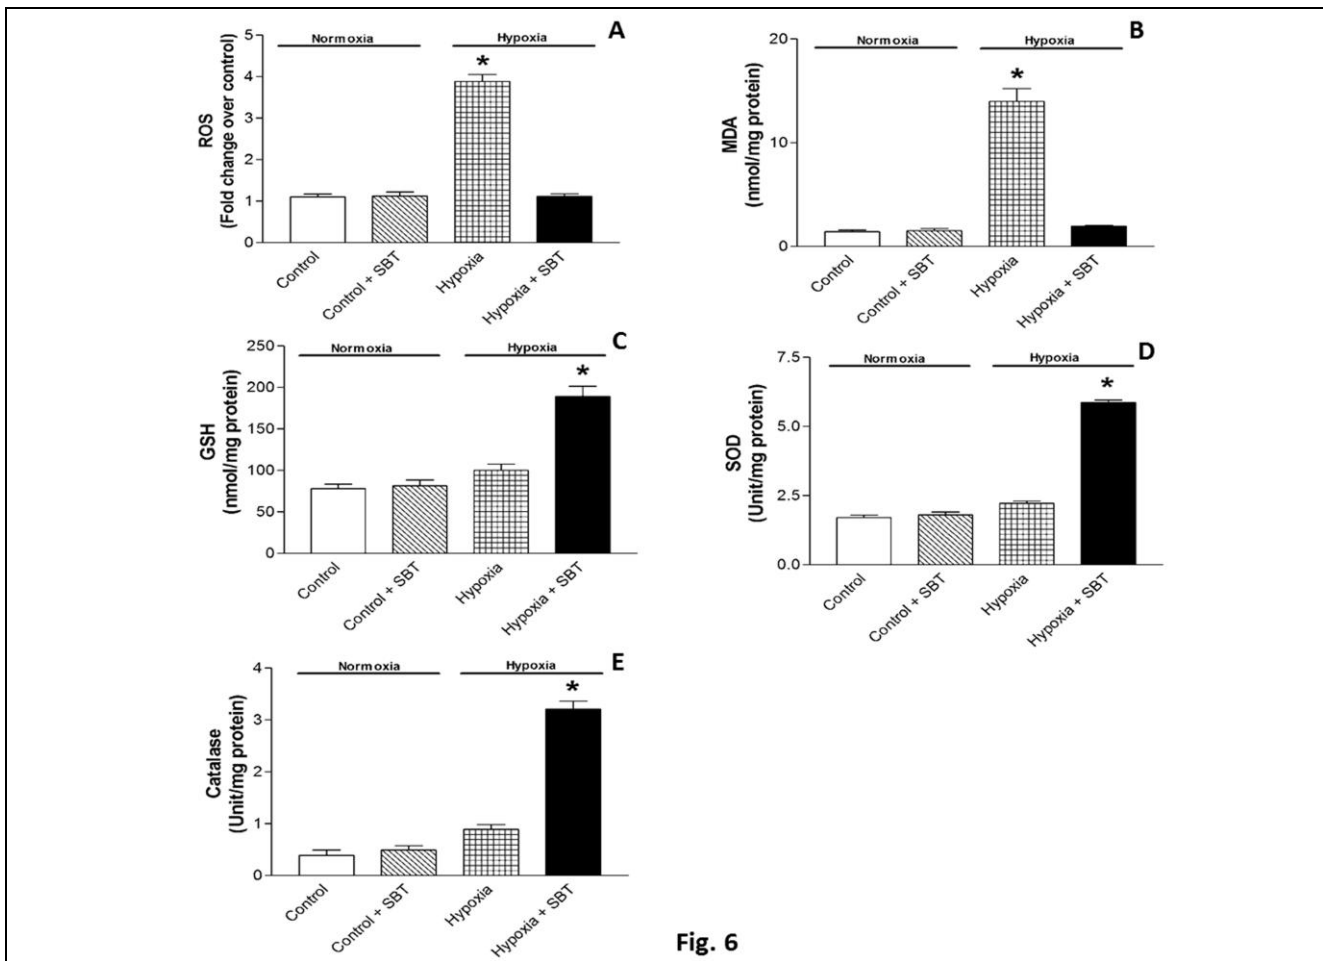 A
Normoxia Hypoxia
*
5
4
3
2
1
0
ROS
(Fold change over control)
Control
Control + SBT
Hypoxia
Hypoxia + SBT
B
Normoxia Hypoxia
*
20
10
0
MDA
(nmol/mg protein)
Control
Control + SBT
Hypoxia
Hypoxia + SBT
C
Normoxia Hypoxia
*
250
200
150
100
50
0
GSH
(nmol/mg protein)
Control
Control + SBT
Hypoxia
Hypoxia + SBT
D
Normoxia Hypoxia
*
7.5
5.0
2.5
0.0
SOD
(Unit/mg protein)
Control
Control + SBT
Hypoxia
Hypoxia + SBT
E
Normoxia Hypoxia
*
4
3
2
1
0
Catalase
(Unit/mg protein)
Control
Control + SBT
Hypoxia
Hypoxia + SBT
Fig. 6